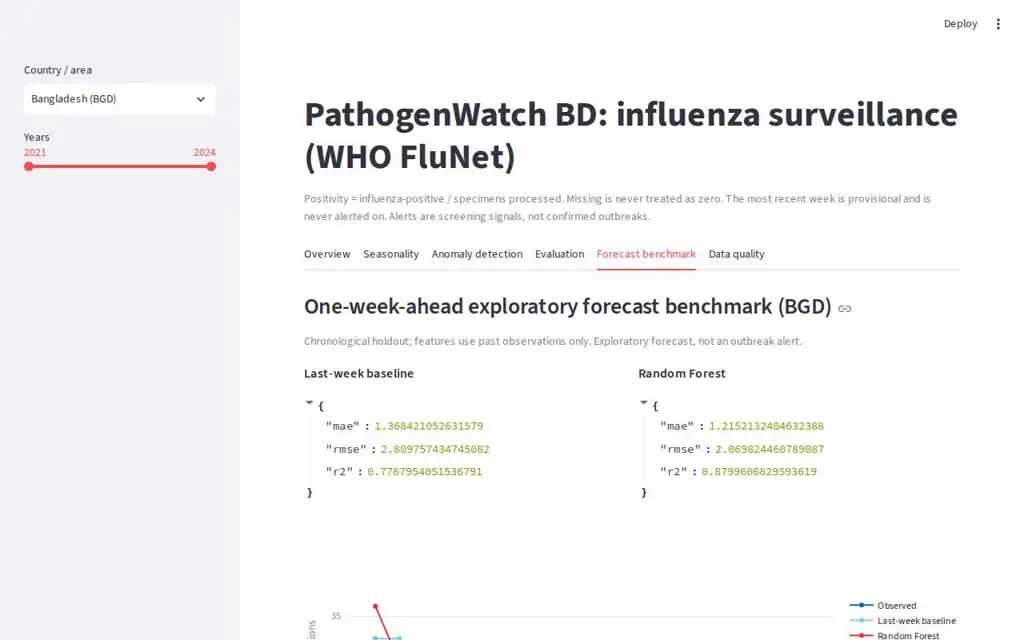 Deploy
Country / area
Bangladesh (BGD)
Years
2021 2024
PathogenWatch BD: influenza surveillance
(WHO FluNet)
Positivity = influenza-positive / specimens processed. Missing is never treated as zero. The most recent week is provisional and is
never alerted on. Alerts are screening signals, not confirmed outbreaks.
Overview Seasonality Anomaly detection Evaluation Forecast benchmark Data quality
One-week-ahead exploratory forecast benchmark (BGD)
Chronological holdout; features use past observations only. Exploratory forecast, not an outbreak alert.
Last-week baseline
{
"mae" : 1.368421052631579
"rmse" : 2.809757434745082
"r2" : 0.7787954051536791
}
Random Forest
{
"mae" : 1.2152132404632388
"rmse" : 2.069824460789087
"r2" : 0.8799606829593619
}
35
Observed
Last-week baseline
Random Forest